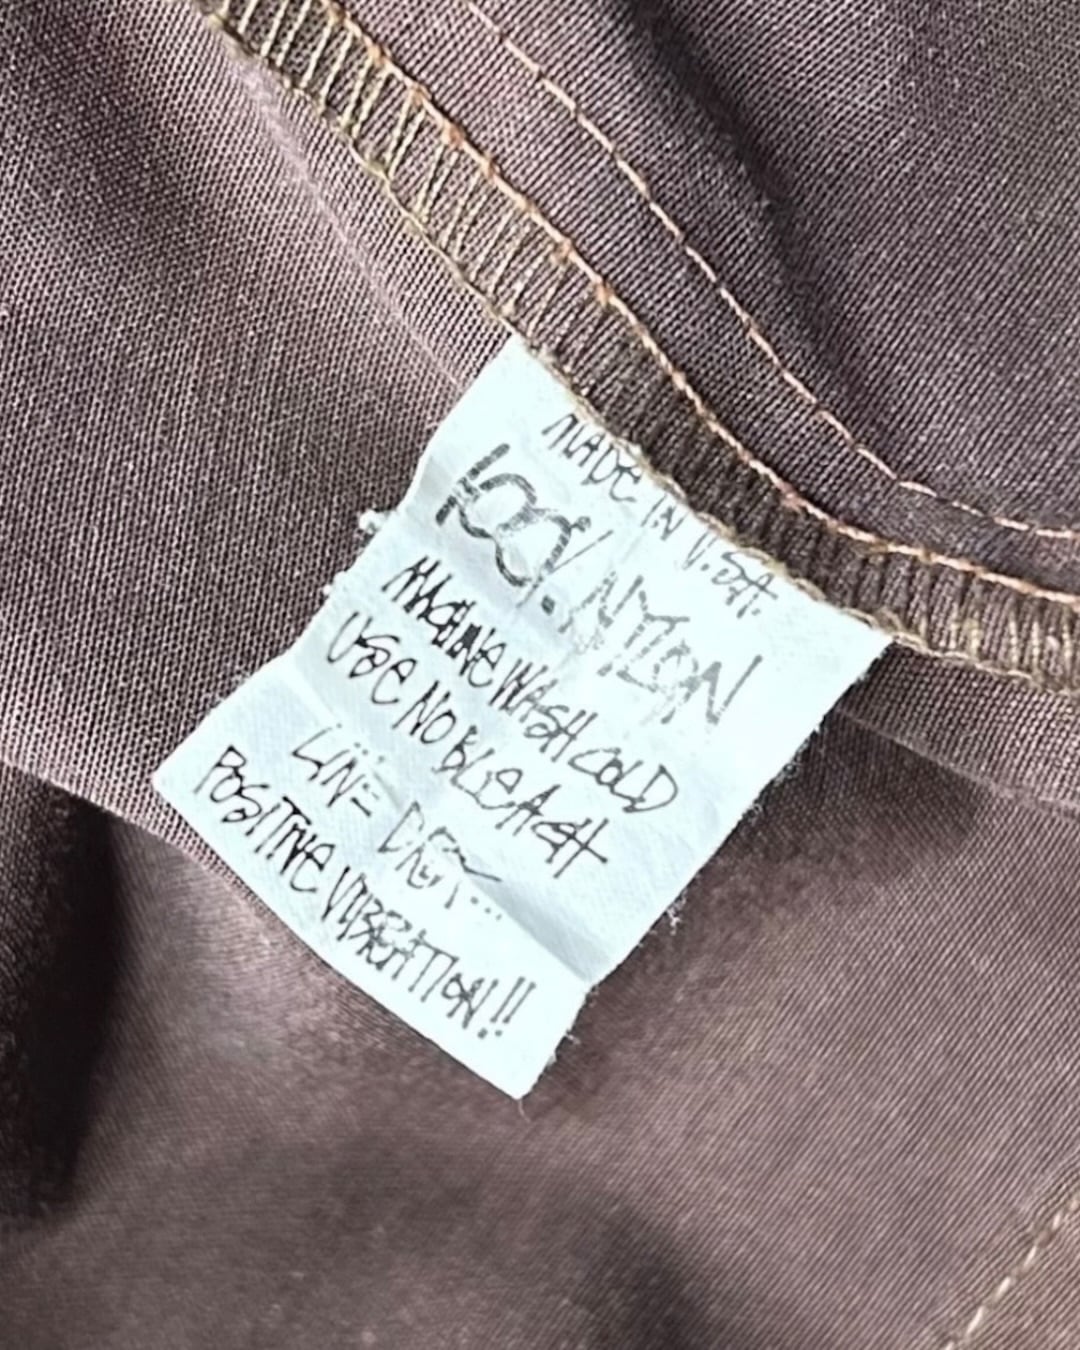 MADE IN U.S.A.
100% NYLON
MACHINE WASH COLD
USE NO BLEACH
LINE DRY...
POSITIVE VIBRATION!!